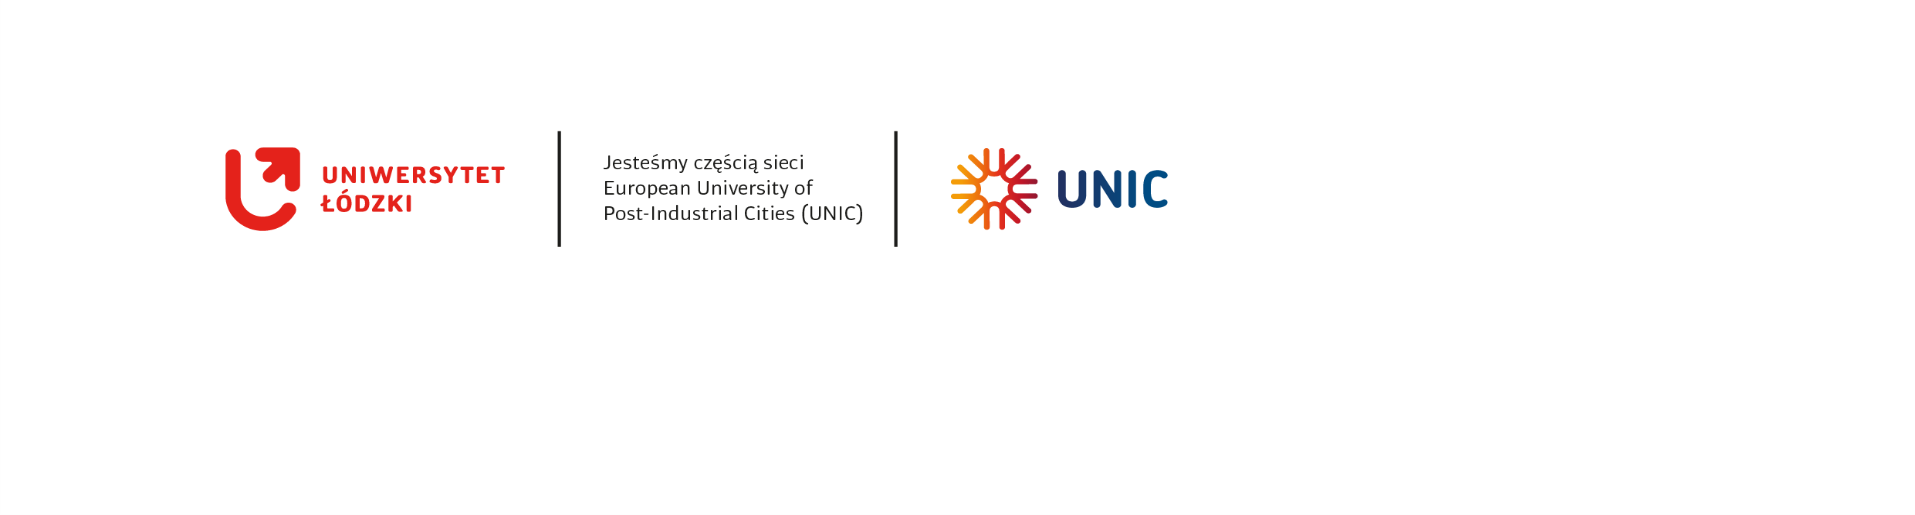 UNIWERSYTET
ŁÓDZKI
Jesteśmy częścią sieci
European University of
Post-Industrial Cities (UNIC)
UNIC